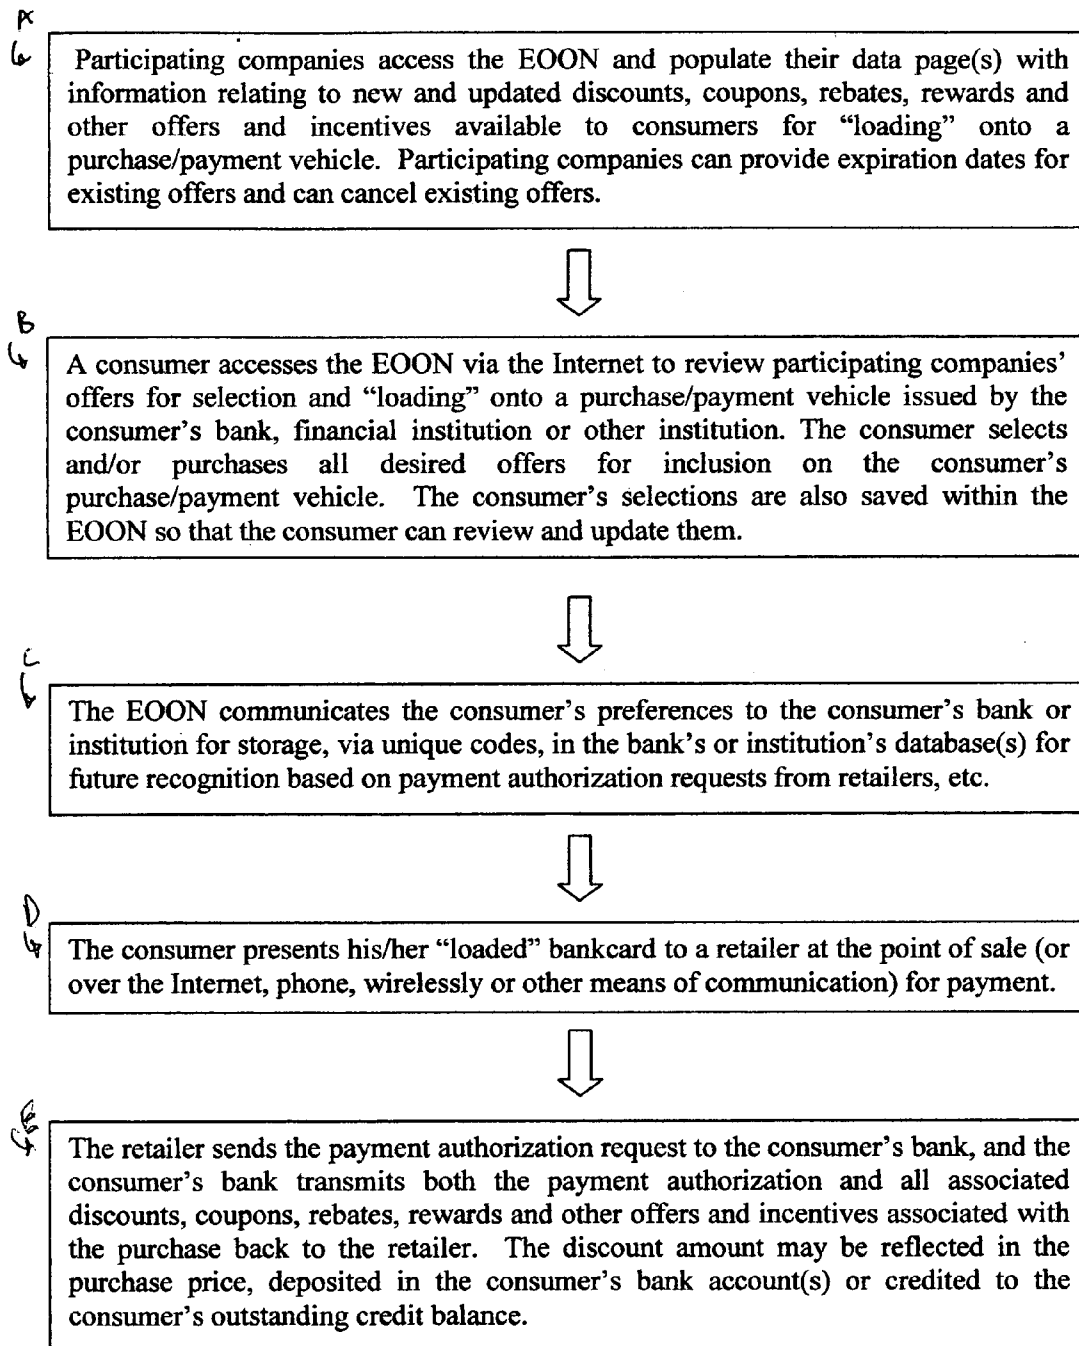 A
Participating companies access the EOON and populate their data page(s) with
information relating to new and updated discounts, coupons, rebates, rewards and
other offers and incentives available to consumers for “loading” onto a
purchase/payment vehicle. Participating companies can provide expiration dates for
existing offers and can cancel existing offers.
B
A consumer accesses the EOON via the Internet to review participating companies’
offers for selection and “loading” onto a purchase/payment vehicle issued by the
consumer’s bank, financial institution or other institution. The consumer selects
and/or purchases all desired offers for inclusion on the consumer’s
purchase/payment vehicle. The consumer’s selections are also saved within the
EOON so that the consumer can review and update them.
C
The EOON communicates the consumer’s preferences to the consumer’s bank or
institution for storage, via unique codes, in the bank’s or institution’s database(s) for
future recognition based on payment authorization requests from retailers, etc.
D
The consumer presents his/her “loaded” bankcard to a retailer at the point of sale (or
over the Internet, phone, wirelessly or other means of communication) for payment.
E
The retailer sends the payment authorization request to the consumer’s bank, and the
consumer’s bank transmits both the payment authorization and all associated
discounts, coupons, rebates, rewards and other offers and incentives associated with
the purchase back to the retailer. The discount amount may be reflected in the
purchase price, deposited in the consumer’s bank account(s) or credited to the
consumer’s outstanding credit balance.